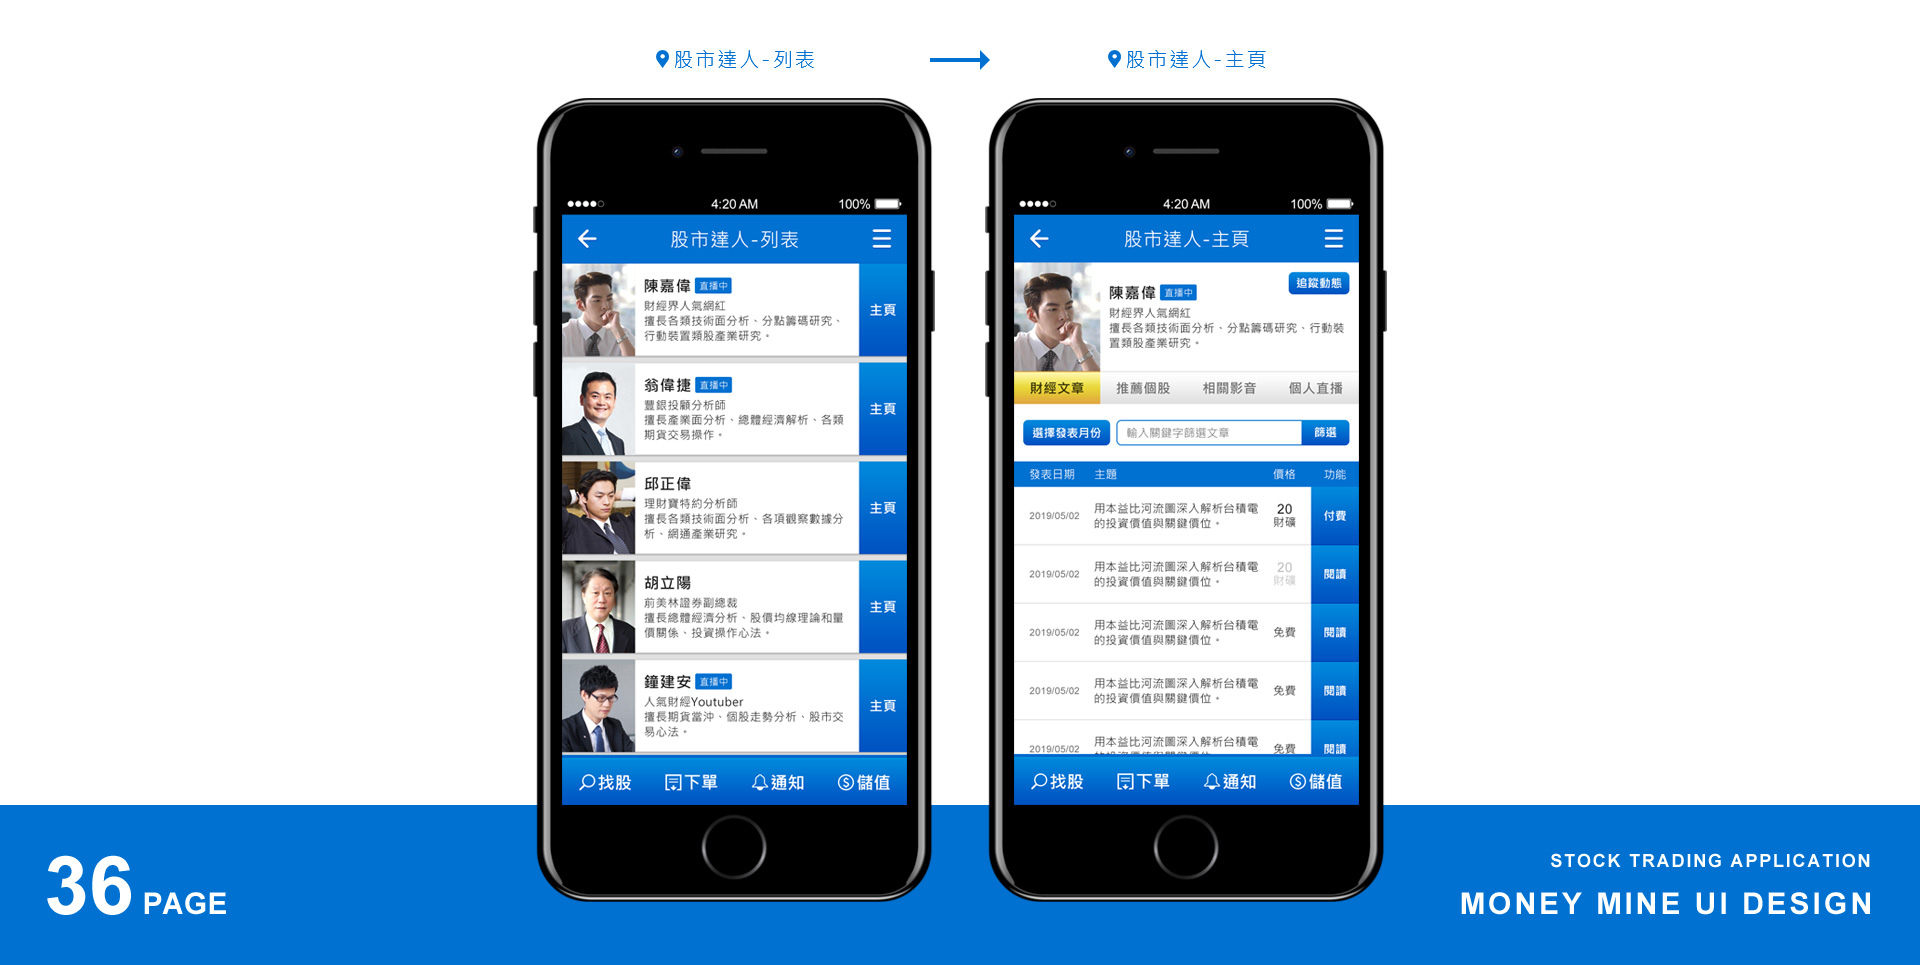 股市達人-列表
股市達人-主頁
4:20 AM
100%
股市達人-列表
陳嘉偉 直播中
財經界人氣網紅
擅長各類技術面分析、分點籌碼研究、
行動裝置類股產業研究。
主頁
翁偉捷 直播中
豐銀投顧分析師
擅長產業面分析、總體經濟解析、各類
期貨交易操作。
主頁
邱正偉
理財寶特約分析師
擅長各類技術面分析、各項觀察數據分
析、網通產業研究。
主頁
胡立陽
前美林證券副總裁
擅長總體經濟分析、股價均線理論和量
價關係、投資操作心法。
主頁
鐘建安 直播中
人氣財經Youtuber
擅長期貨當沖、個股走勢分析、股市交
易心法。
主頁
找股 下單 通知 儲值
4:20 AM
100%
股市達人-主頁
追蹤動態
陳嘉偉 直播中
財經界人氣網紅
擅長各類技術面分析、分點籌碼研究、行動裝
置類股產業研究。
財經文章 推薦個股 相關影音 個人直播
選擇發表月份 輸入關鍵字篩選文章 篩選
發表日期 主題 價格 功能
2019/05/02 用本益比河流圖深入解析台積電
的投資價值與關鍵價位。
20
財礦
付費
2019/05/02 用本益比河流圖深入解析台積電
的投資價值與關鍵價位。
20
財礦
閱讀
2019/05/02 用本益比河流圖深入解析台積電
的投資價值與關鍵價位。
免費 閱讀
2019/05/02 用本益比河流圖深入解析台積電
的投資價值與關鍵價位。
免費 閱讀
2019/05/02 用本益比河流圖深入解析台積電
免費 閱讀
找股 下單 通知 儲值
36 PAGE
STOCK TRADING APPLICATION
MONEY MINE UI DESIGN